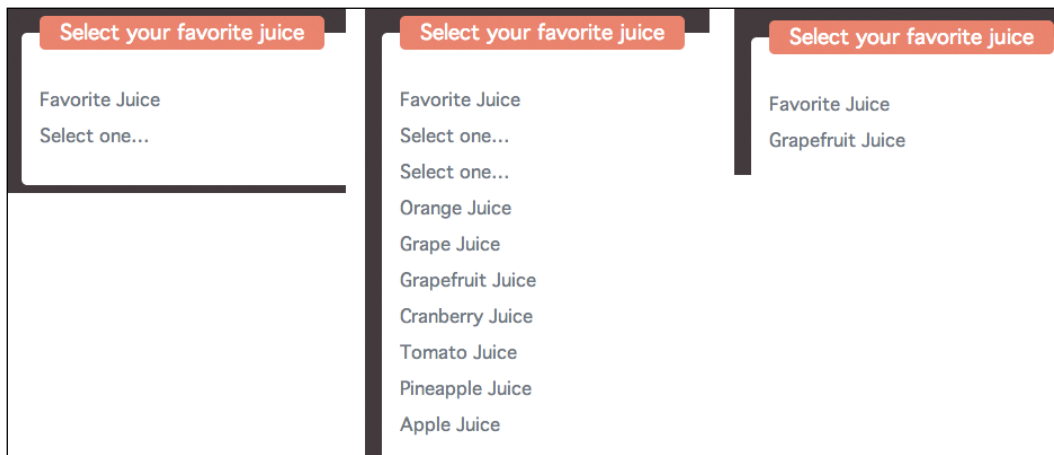 Select your favorite juice
Favorite Juice
Select one...
Select your favorite juice
Favorite Juice
Select one...
Select one...
Orange Juice
Grape Juice
Grapefruit Juice
Cranberry Juice
Tomato Juice
Pineapple Juice
Apple Juice
Select your favorite juice
Favorite Juice
Grapefruit Juice